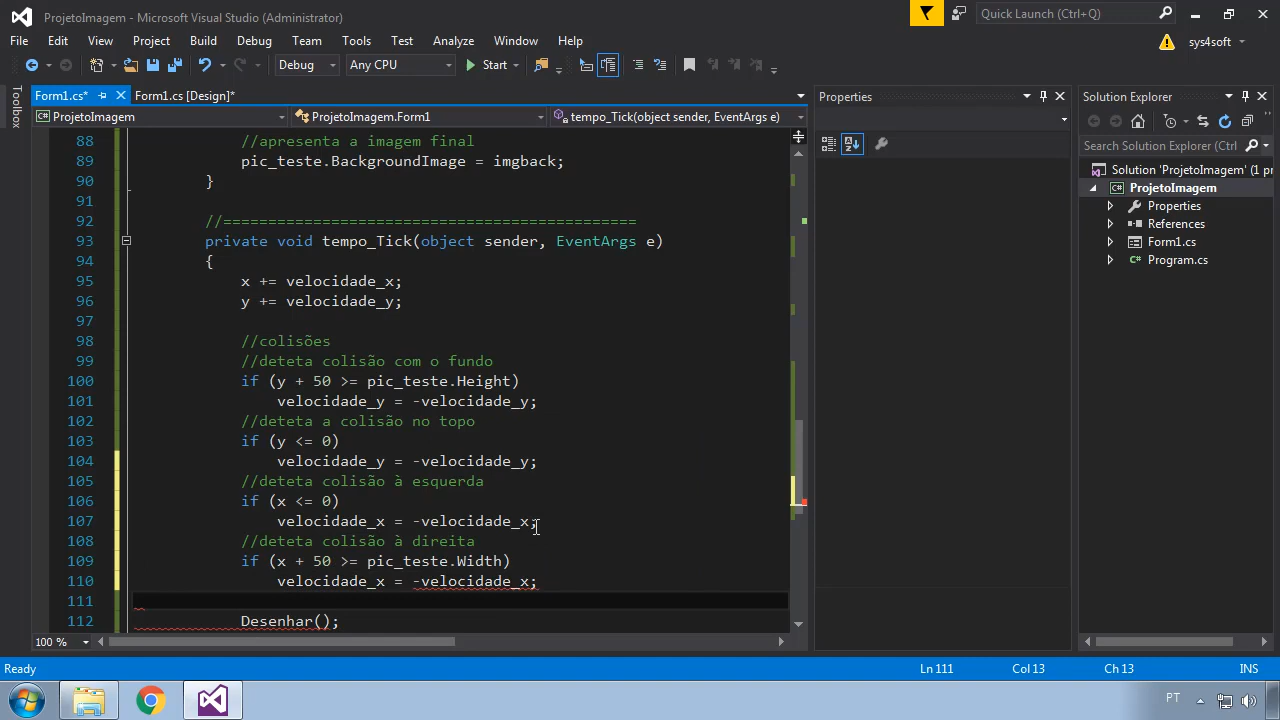 ProjetoImagem - Microsoft Visual Studio (Administrator)
Quick Launch (Ctrl+Q)
File Edit View Project Build Debug Team Tools Test Analyze Window Help
sys4soft
Debug Any CPU Start
Toolbox
Form1.cs* Form1.cs [Design]*
ProjetoImagem ProjetoImagem.Form1 tempo_Tick(object sender, EventArgs e)
88 //apresenta a imagem final
89 pic_teste.BackgroundImage = imgback;
90 }
91
92 //==============================================
93 private void tempo_Tick(object sender, EventArgs e)
94 {
95 x += velocidade_x;
96 y += velocidade_y;
97
98 //colisões
99 //deteta colisão com o fundo
100 if (y + 50 >= pic_teste.Height)
101 velocidade_y = -velocidade_y;
102 //deteta a colisão no topo
103 if (y <= 0)
104 velocidade_y = -velocidade_y;
105 //deteta colisão à esquerda
106 if (x <= 0)
107 velocidade_x = -velocidade_x;
108 //deteta colisão à direita
109 if (x + 50 >= pic_teste.Width)
110 velocidade_x = -velocidade_x;
111
112 Desenhar();
100 %
Properties
Solution Explorer
Search Solution Explorer (Ctrl
Solution 'ProjetoImagem' (1 pr
ProjetoImagem
Properties
References
Form1.cs
Program.cs
Ready Ln 111 Col 13 Ch 13 INS
PT